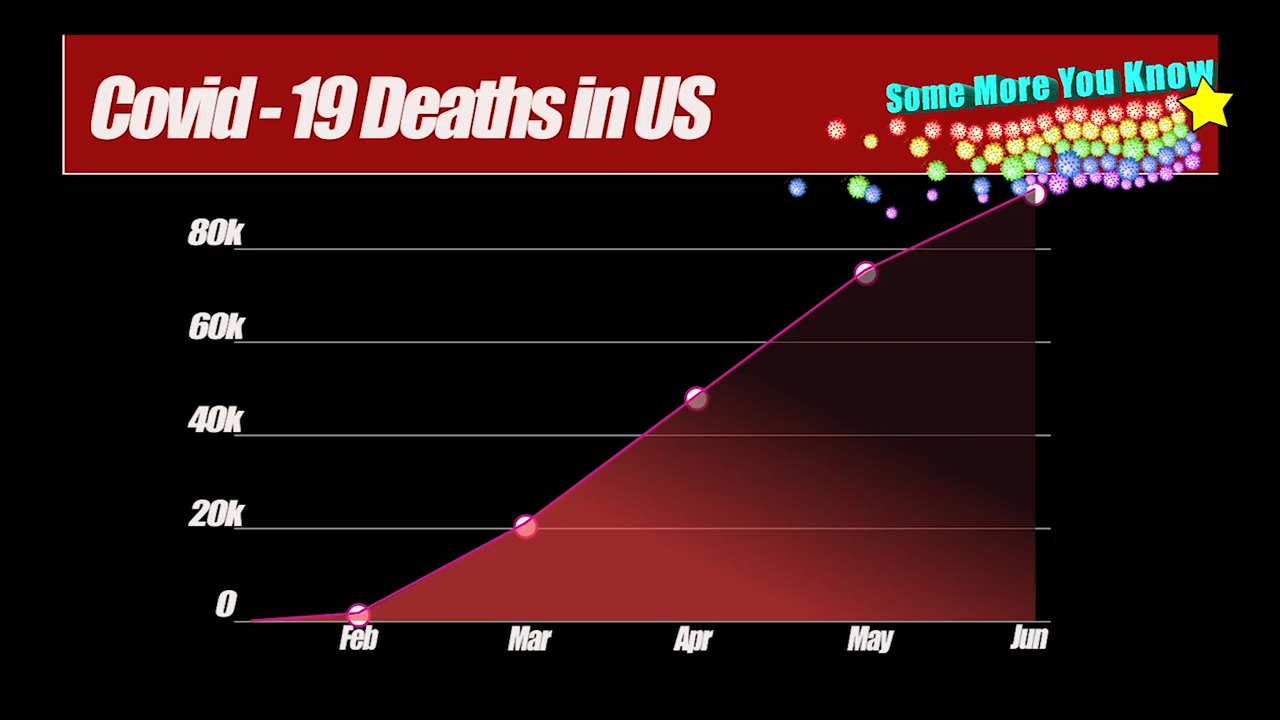 Some More You Know
Covid - 19 Deaths in US
80k
60k
40k
20k
0
Feb Mar Apr May Jun